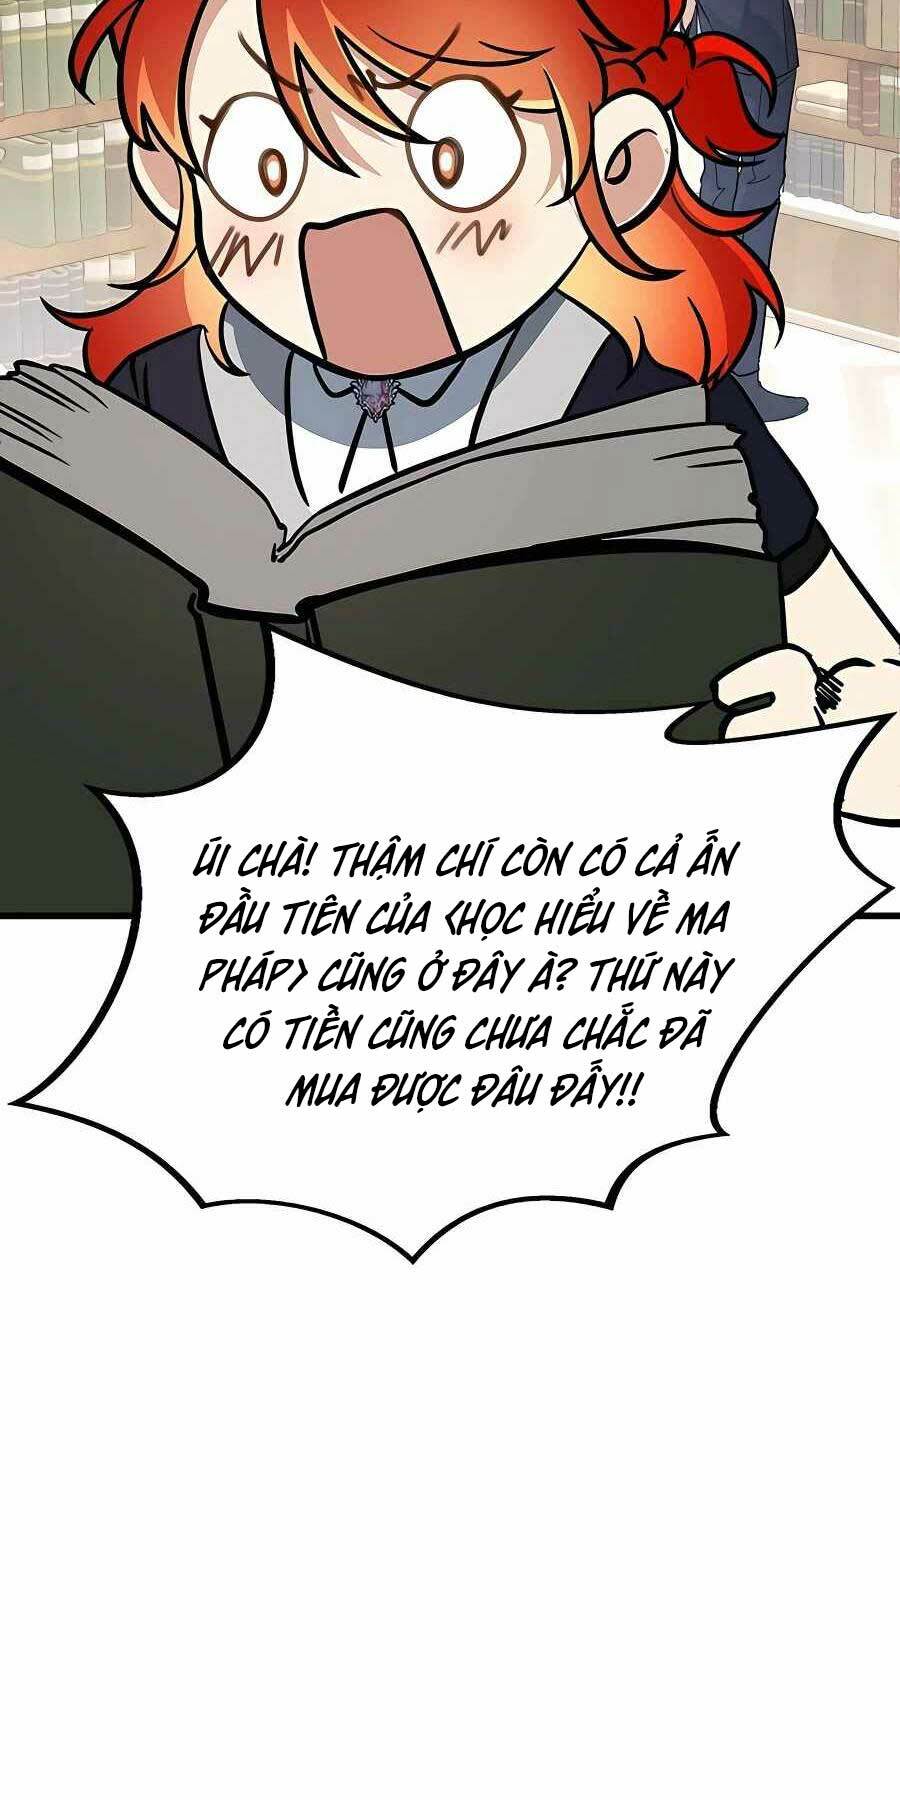 ÚI CHÀ! THẬM CHÍ CÒN CÓ CẢ ẤN
ĐẦU TIÊN CỦA <HỌC HIỂU VỀ MA
PHÁP> CŨNG Ở ĐÂY À? THỨ NÀY
CÓ TIỀN CŨNG CHƯA CHẮC ĐÃ
MUA ĐƯỢC ĐÂU ĐẤY!!